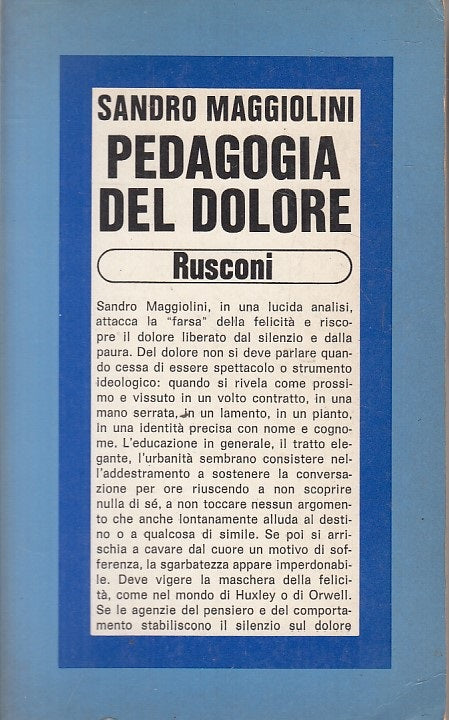 SANDRO MAGGIOLINI
PEDAGOGIA
DEL DOLORE
Rusconi
Sandro Maggiolini, in una lucida analisi,
attacca la "farsa" della felicità e risco-
pre il dolore liberato dal silenzio e dalla
paura. Del dolore non si deve parlare quan-
do cessa di essere spettacolo o strumento
ideologico: quando si rivela come prossi-
mo e vissuto in un volto contratto, in una
mano serrata, in un lamento, in un pianto,
in una identità precisa con nome e cogno-
me. L'educazione in generale, il tratto ele-
gante, l'urbanità sembrano consistere nel-
l'addestramento a sostenere la conversa-
zione per ore riuscendo a non scoprire
nulla di sé, a non toccare nessun argomen-
to che anche lontanamente alluda al desti-
no o a qualcosa di simile. Se poi si arri-
schia a cavare dal cuore un motivo di sof-
ferenza, la sgarbatezza appare imperdonabi-
le. Deve vigere la maschera della felici-
tà, come nel mondo di Huxley o di Orwell.
Se le agenzie del pensiero e del comporta-
mento stabiliscono il silenzio sul dolore